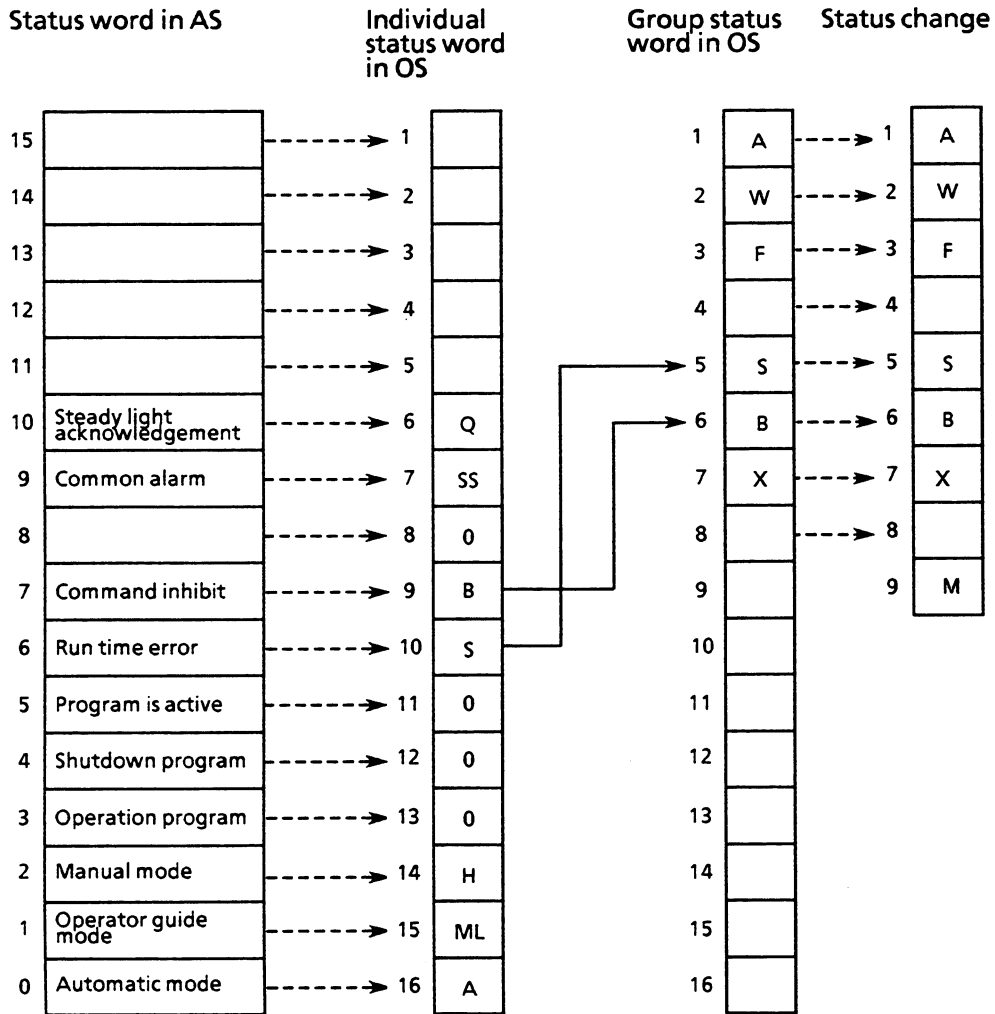 Status word in AS Individual status word in OS Group status word in OS Status change
15 1 1 A 1 A
14 2 2 W 2 W
13 3 3 F 3 F
12 4 4 4
11 5 5 S 5 S
10 Steady light acknowledgement 6 Q 6 B 6 B
9 Common alarm 7 SS 7 X 7 X
8 8 0 8 8
7 Command inhibit 9 B 9 9 M
6 Run time error 10 S 10
5 Program is active 11 0 11
4 Shutdown program 12 0 12
3 Operation program 13 0 13
2 Manual mode 14 H 14
1 Operator guide mode 15 ML 15
0 Automatic mode 16 A 16